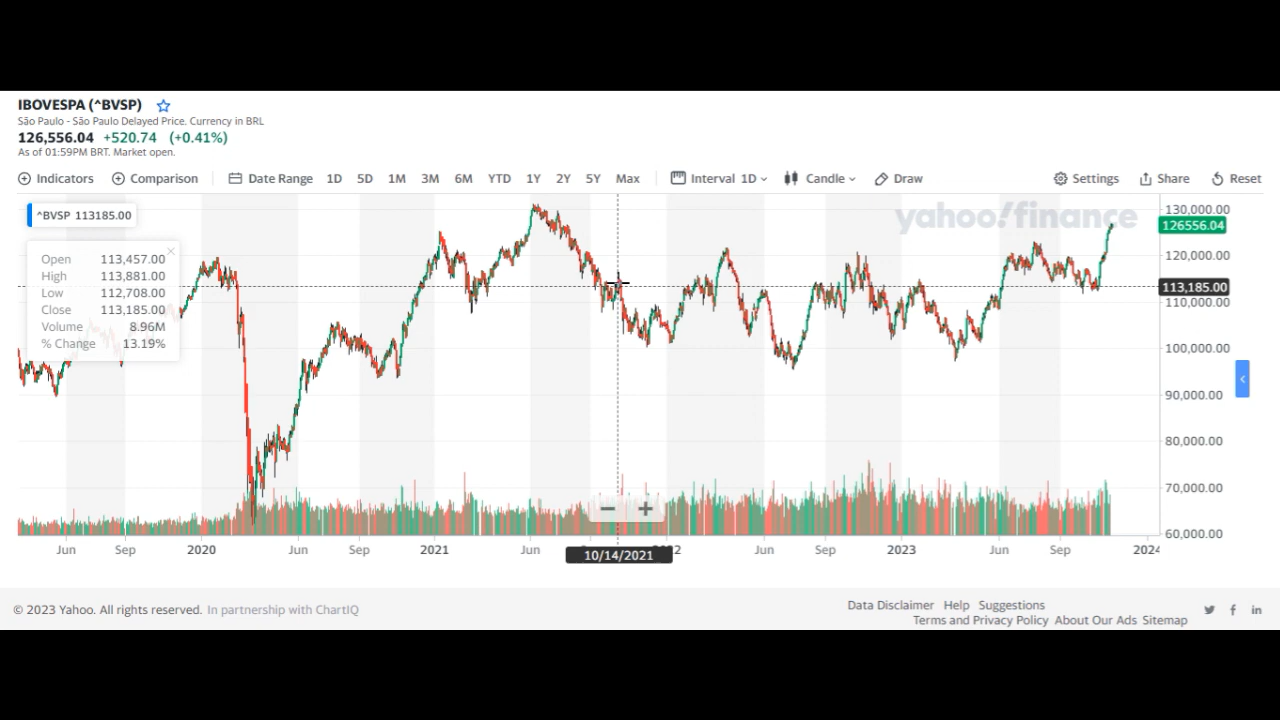 IBOVESPA (^BVSP)
São Paulo - São Paulo Delayed Price. Currency in BRL
126,556.04 +520.74 (+0.41%)
As of 01:59PM BRT. Market open.
Indicators Comparison Date Range 1D 5D 1M 3M 6M YTD 1Y 2Y 5Y Max Interval 1D Candle Draw Settings Share Reset
^BVSP 113185.00
yahoo!finance
130,000.00
126556.04
Open 113,457.00
120,000.00
High 113,881.00
Low 112,708.00
113,185.00
Close 113,185.00
110,000.00
Volume 8.96M
% Change 13.19%
100,000.00
90,000.00
80,000.00
70,000.00
60,000.00
Jun Sep 2020 Jun Sep 2021 Jun 10/14/2021 Jun Sep 2023 Jun Sep 2024
© 2023 Yahoo. All rights reserved. In partnership with ChartIQ
Data Disclaimer Help Suggestions
Terms and Privacy Policy About Our Ads Sitemap